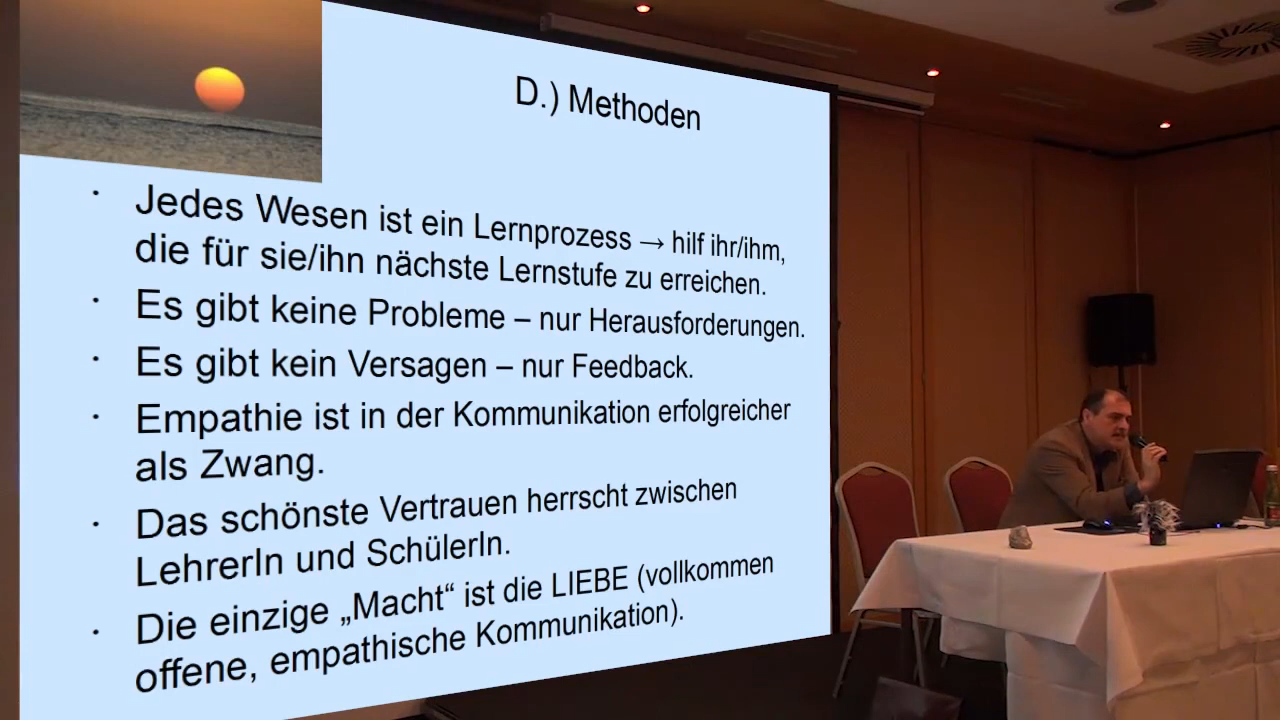 D.) Methoden
• Jedes Wesen ist ein Lernprozess → hilf ihr/ihm,
die für sie/ihn nächste Lernstufe zu erreichen.
• Es gibt keine Probleme – nur Herausforderungen.
• Es gibt kein Versagen – nur Feedback.
• Empathie ist in der Kommunikation erfolgreicher
als Zwang.
• Das schönste Vertrauen herrscht zwischen
LehrerIn und SchülerIn.
• Die einzige „Macht“ ist die LIEBE (vollkommen
offene, empathische Kommunikation).